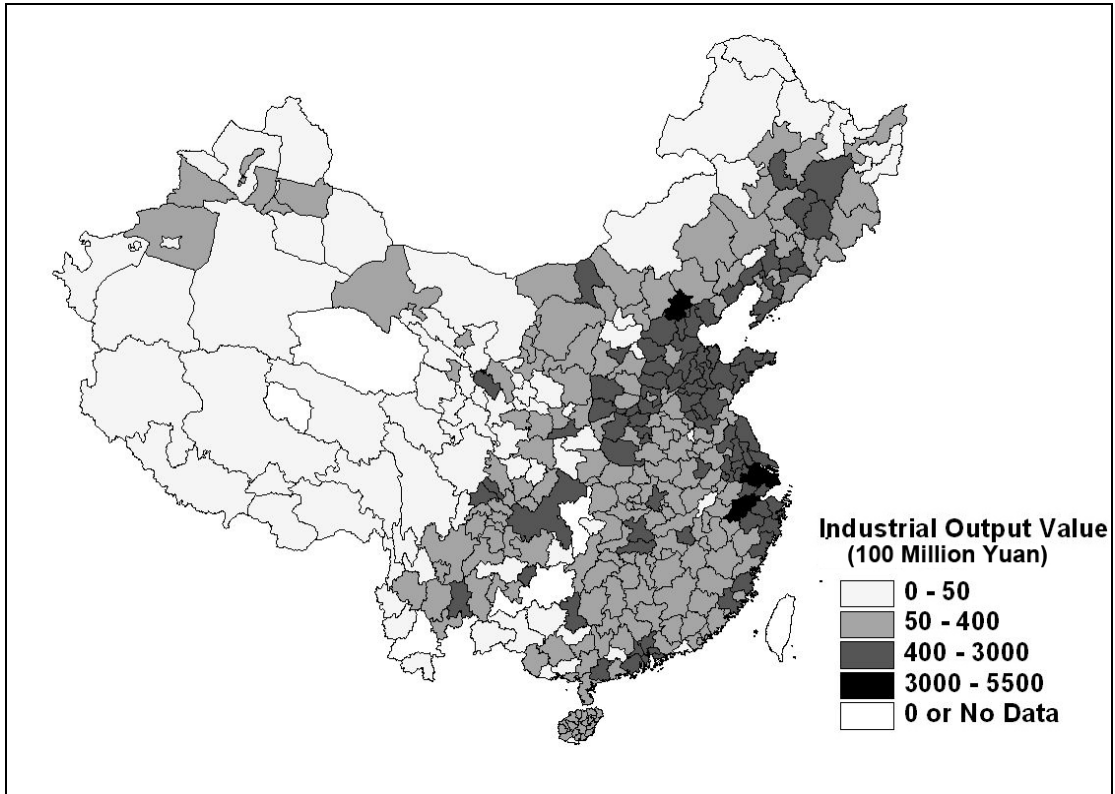 Industrial Output Value
(100 Million Yuan)
0 - 50
50 - 400
400 - 3000
3000 - 5500
0 or No Data